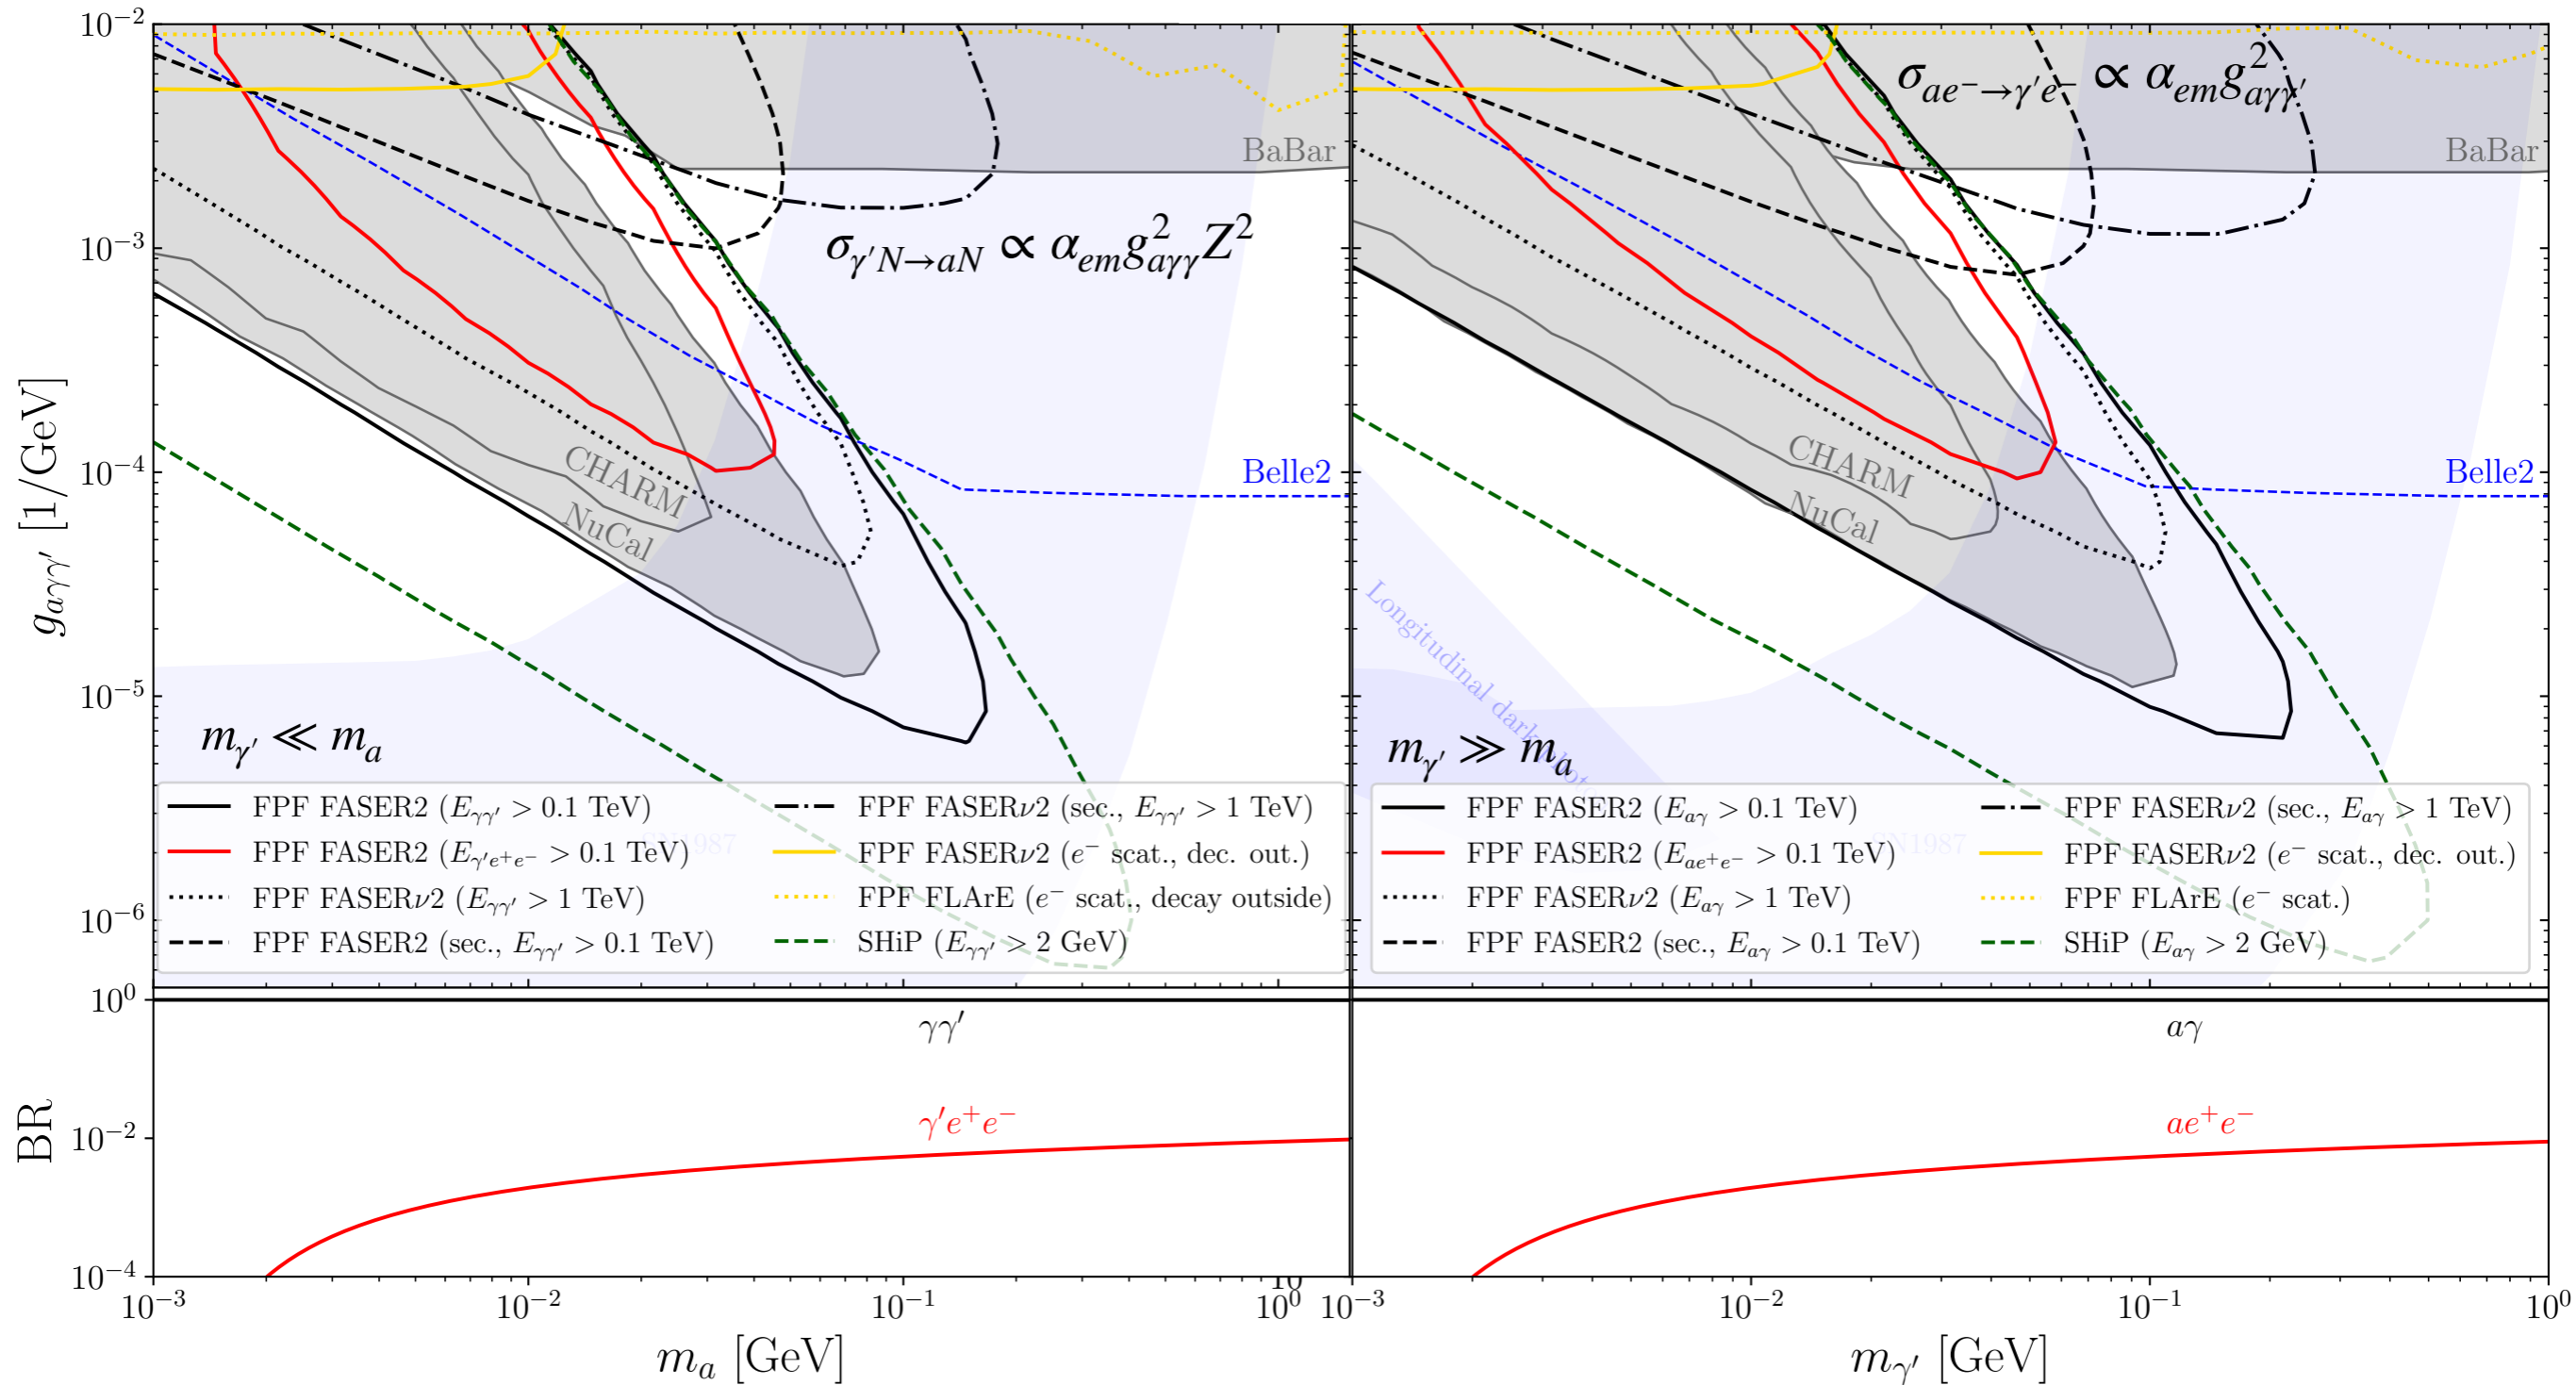 10⁻²
10⁻³
10⁻⁴
10⁻⁵
10⁻⁶
g_{aγγ′} [1/GeV]
σ_{γ′N→aN} ∝ α_{em}g²_{aγγ}Z²
BaBar
Belle2
CHARM
NuCal
m_{γ′} ≪ m_a
SN1987
FPF FASER2 (E_{γγ′} > 0.1 TeV)
FPF FASER2 (E_{γ′e⁺e⁻} > 0.1 TeV)
FPF FASERν2 (E_{γγ′} > 1 TeV)
FPF FASER2 (sec., E_{γγ′} > 0.1 TeV)
FPF FASERν2 (sec., E_{γγ′} > 1 TeV)
FPF FASERν2 (e⁻ scat., dec. out.)
FPF FLArE (e⁻ scat., decay outside)
SHiP (E_{γγ′} > 2 GeV)
σ_{ae⁻→γ′e⁻} ∝ α_{em}g²_{aγγ′}
BaBar
Belle2
CHARM
NuCal
Longitudinal dark photon
m_{γ′} ≫ m_a
SN1987
FPF FASER2 (E_{aγ} > 0.1 TeV)
FPF FASER2 (E_{ae⁺e⁻} > 0.1 TeV)
FPF FASERν2 (E_{aγ} > 1 TeV)
FPF FASER2 (sec., E_{aγ} > 0.1 TeV)
FPF FASERν2 (sec., E_{aγ} > 1 TeV)
FPF FASERν2 (e⁻ scat., dec. out.)
FPF FLArE (e⁻ scat.)
SHiP (E_{aγ} > 2 GeV)
10⁰
10⁻²
10⁻⁴
BR
γγ′
γ′e⁺e⁻
aγ
ae⁺e⁻
10⁻³ 10⁻² 10⁻¹ 10⁰
m_a [GeV]
10⁻³ 10⁻² 10⁻¹ 10⁰
m_{γ′} [GeV]